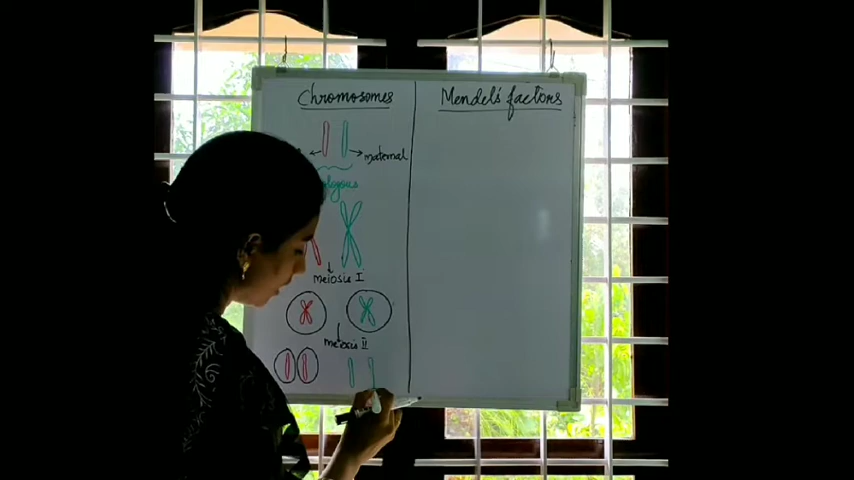 Chromosomes
Mendel's factors
maternal
meiosis I
meiosis II